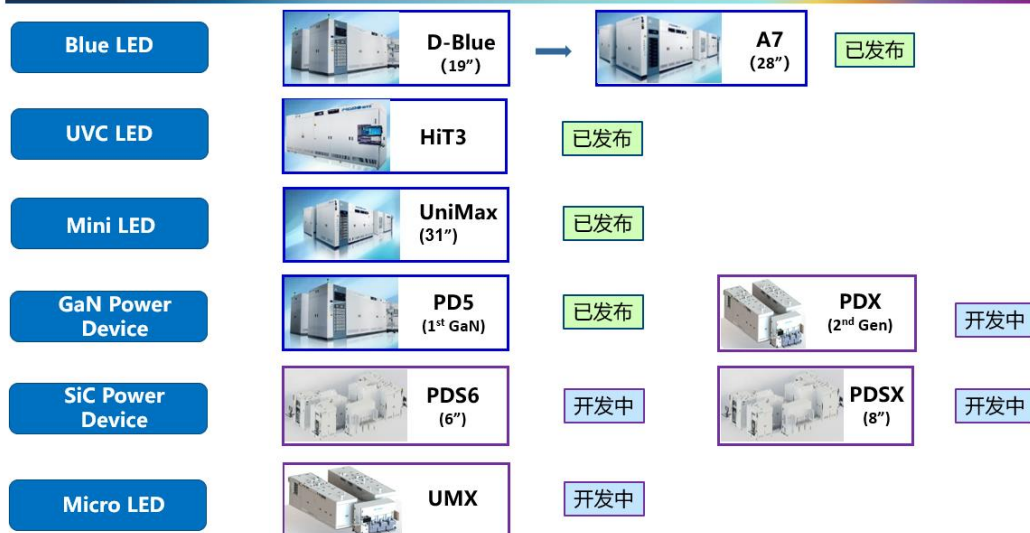 Blue LED
D-Blue
(19”)
A7
(28”)
已发布
UVC LED
HiT3
已发布
Mini LED
UniMax
(31”)
已发布
GaN Power
Device
PD5
(1st GaN)
已发布
PDX
(2nd Gen)
开发中
SiC Power
Device
PDS6
(6”)
开发中
PDSX
(8”)
开发中
Micro LED
UMX
开发中